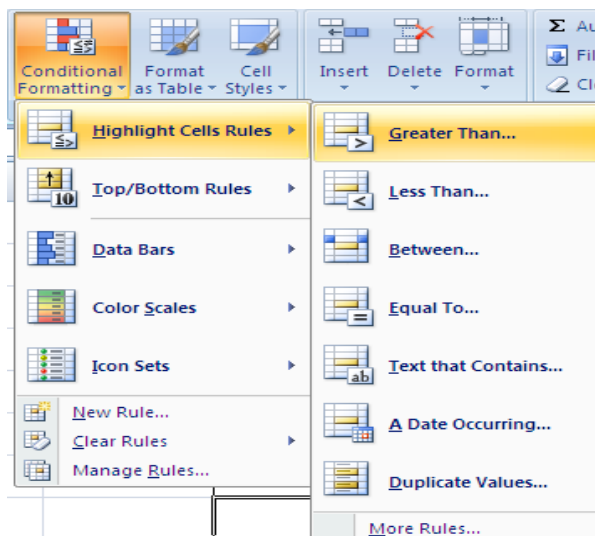 Conditional Formatting
Format as Table
Cell Styles
Insert
Delete
Format
Σ Au
Fil
Cl
Highlight Cells Rules
Top/Bottom Rules
10
Data Bars
Color Scales
Icon Sets
New Rule...
Clear Rules
Manage Rules...
Greater Than...
Less Than...
Between...
Equal To...
Text that Contains...
ab
A Date Occurring...
Duplicate Values...
More Rules...